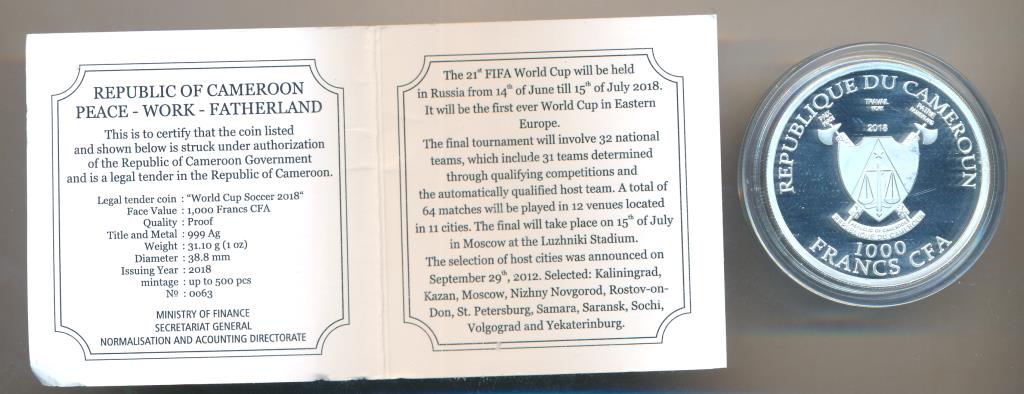 REPUBLIC OF CAMEROON
PEACE - WORK - FATHERLAND
This is to certify that the coin listed
and shown below is struck under authorization
of the Republic of Cameroon Government
and is a legal tender in the Republic of Cameroon.
Legal tender coin : "World Cup Soccer 2018"
Face Value : 1,000 Francs CFA
Quality : Proof
Title and Metal : 999 Ag
Weight : 31.10 g (1 oz)
Diameter : 38.8 mm
Issuing Year : 2018
mintage : up to 500 pcs
Nº : 0063
MINISTRY OF FINANCE
SECRETARIAT GENERAL
NORMALISATION AND ACOUNTING DIRECTORATE
The 21st FIFA World Cup will be held
in Russia from 14th of June till 15th of July 2018.
It will be the first ever World Cup in Eastern
Europe.
The final tournament will involve 32 national
teams, which include 31 teams determined
through qualifying competitions and
the automatically qualified host team. A total of
64 matches will be played in 12 venues located
in 11 cities. The final will take place on 15th of July
in Moscow at the Luzhniki Stadium.
The selection of host cities was announced on
September 29th, 2012. Selected: Kaliningrad,
Kazan, Moscow, Nizhny Novgorod, Rostov-on-
Don, St. Petersburg, Samara, Saransk, Sochi,
Volgograd and Yekaterinburg.
REPUBLIQUE DU CAMEROUN
TRAVAIL
WORK
PAIX
PATRIE
2018
REPUBLIC OF CAMEROON
REPUBLIQUE DU CAMEROUN
1000
FRANCS CFA